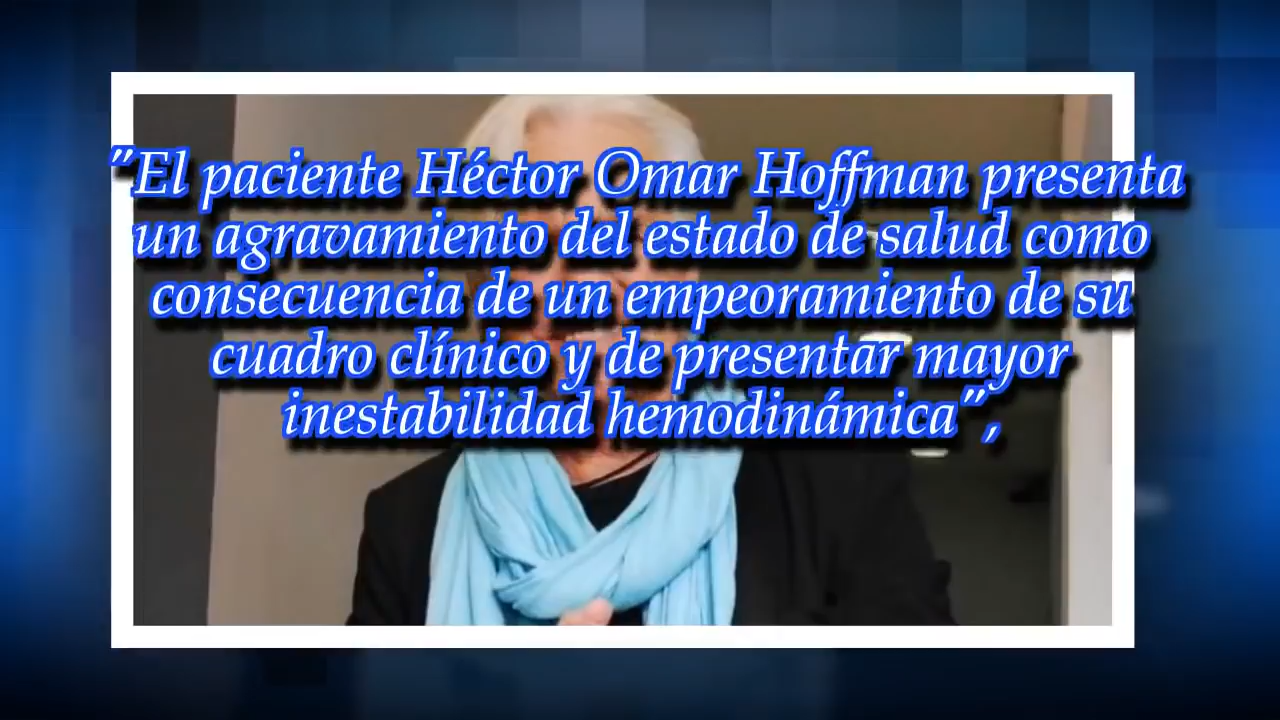 "El paciente Héctor Omar Hoffman presenta
un agravamiento del estado de salud como
consecuencia de un empeoramiento de su
cuadro clínico y de presentar mayor
inestabilidad hemodinámica",